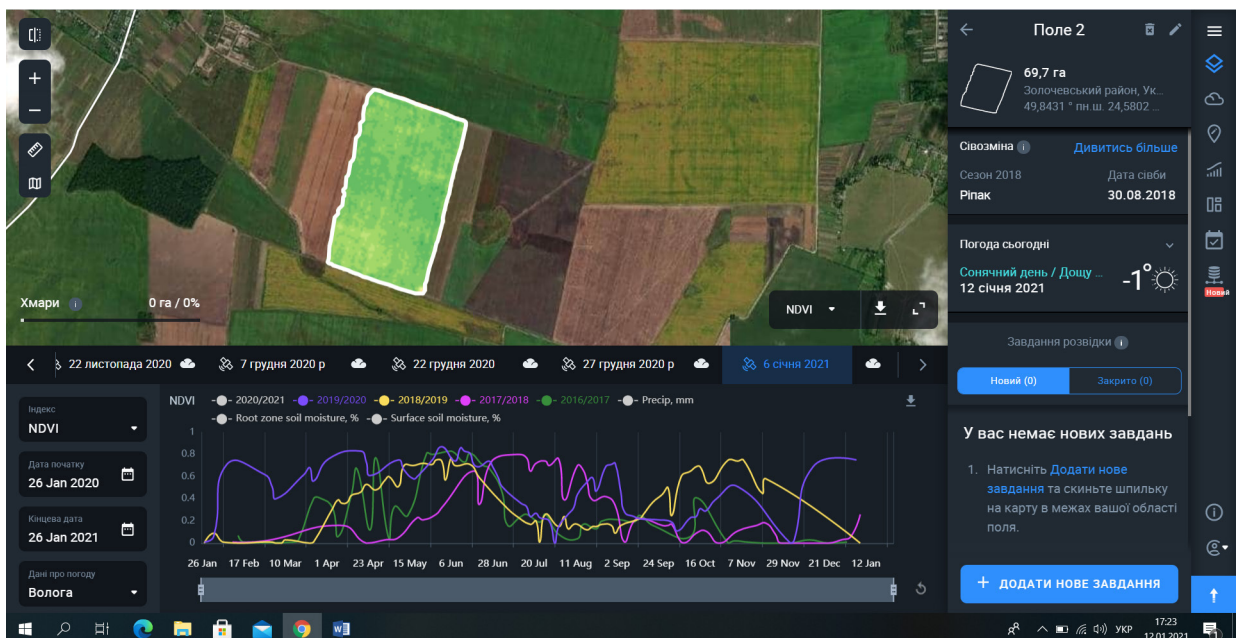 Поле 2
69,7 га
Золочевський район, Ук...
49,8431 ° пн.ш. 24,5802 ...
Сівозміна
Дивитись більше
Сезон 2018
Дата сівби
Ріпак
30.08.2018
Погода сьогодні
Сонячний день / Дощу ...
12 січня 2021
-1°
Новий
Завдання розвідки
Новий (0)
Закрито (0)
У вас немає нових завдань
1. Натисніть Додати нове
завдання та скиньте шпильку
на карту в межах вашої області
поля.
+ ДОДАТИ НОВЕ ЗАВДАННЯ
Хмари
0 га / 0%
NDVI
22 листопада 2020
7 грудня 2020 р
22 грудня 2020
27 грудня 2020 р
6 січня 2021
Індекс
NDVI
Дата початку
26 Jan 2020
Кінцева дата
26 Jan 2021
Дані про погоду
Волога
NDVI
2020/2021 2019/2020 2018/2019 2017/2018 2016/2017 Precip, mm
Root zone soil moisture, % Surface soil moisture, %
1
0.8
0.6
0.4
0.2
0
26 Jan 17 Feb 10 Mar 1 Apr 23 Apr 15 May 6 Jun 28 Jun 20 Jul 11 Aug 2 Sep 24 Sep 16 Oct 7 Nov 29 Nov 21 Dec 12 Jan
УКР
17:23
12.01.2021